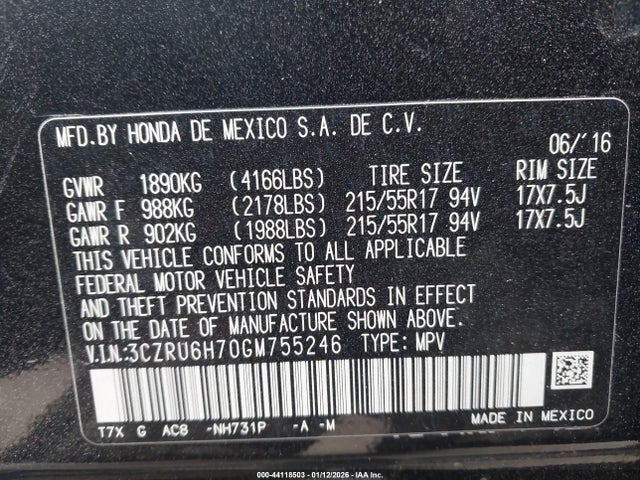 MFD.BY HONDA DE MEXICO S.A. DE C.V.
06/'16
GVWR 1890KG (4166LBS) TIRE SIZE RIM SIZE
GAWR F 988KG (2178LBS) 215/55R17 94V 17X7.5J
GAWR R 902KG (1988LBS) 215/55R17 94V 17X7.5J
THIS VEHICLE CONFORMS TO ALL APPLICABLE
FEDERAL MOTOR VEHICLE SAFETY
AND THEFT PREVENTION STANDARDS IN EFFECT
ON THE DATE OF MANUFACTURE SHOWN ABOVE.
V.I.N.:3CZRU6H70GM755246 TYPE: MPV
T7X G AC8 -NH731P -A -M
MADE IN MEXICO
000-44118503 - 01/12/2026 - IAAI.com